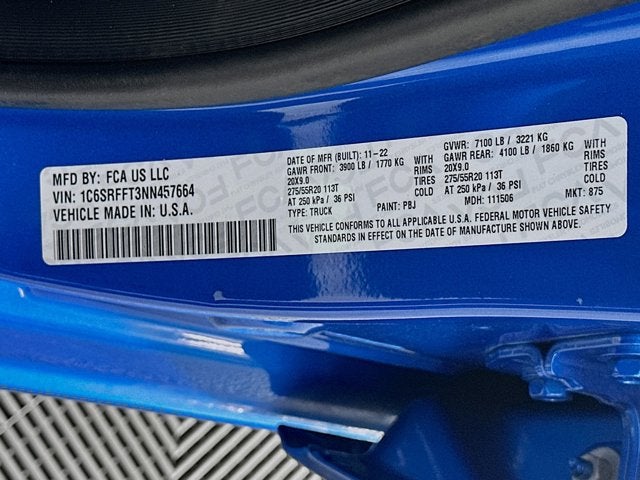 MFD BY: FCA US LLC
VIN: 1C6SRFFT3NN457664
VEHICLE MADE IN: U.S.A.
DATE OF MFR (BUILT): 11-22
GAWR FRONT: 3900 LB / 1770 KG WITH
20X9.0 RIM
275/55R20 113T TIRE
AT 250 kPa / 36 PSI COLD
TYPE: TRUCK PAINT: PBJ
GVWR: 7100 LB / 3221 KG
GAWR REAR: 4100 LB / 1860 KG WITH
20X9.0 RIM
275/55R20 113T TIRE
AT 250 kPa / 36 PSI COLD
MDH: 111506 MKT: 875
THIS VEHICLE CONFORMS TO ALL APPLICABLE U.S.A. FEDERAL MOTOR VEHICLE SAFETY
STANDARDS IN EFFECT ON THE DATE OF MANUFACTURE SHOWN ABOVE.